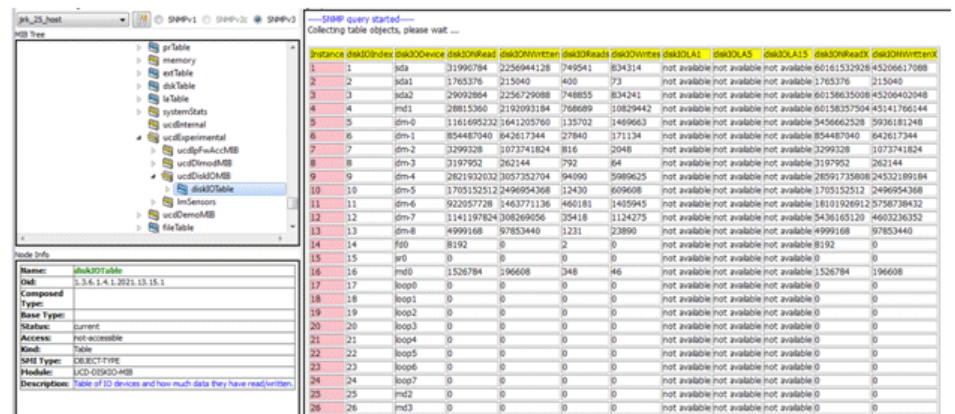 jrk_25_host SNMPv1 SNMPv2c SNMPv3
MIB Tree
prTable
memory
extTable
dskTable
laTable
systemStats
ucdInternal
ucdExperimental
ucdIpFwAccMIB
ucdDlmodMIB
ucdDiskIOMIB
diskIOTable
lmSensors
ucdDemoMIB
fileTable
Node Info
Name: diskIOTable
Oid: 1.3.6.1.4.1.2021.13.15.1
Composed Type:
Base Type:
Status: current
Access: not-accessible
Kind: Table
SMI Type: OBJECT-TYPE
Module: UCD-DISKIO-MIB
Description: Table of IO devices and how much data they have read/written.
----SNMP query started----
Collecting table objects, please wait ...
Instance diskIOIndex diskIODevice diskIONRead diskIONWritten diskIOReads diskIOWrites diskIOLA1 diskIOLA5 diskIOLA15 diskIONReadX diskIONWrittenX
1 1 sda 31990784 2256944128 749541 834314 not available not available not available 60161532928 45206617088
2 2 sda1 1765376 215040 400 73 not available not available not available 1765376 215040
3 3 sda2 29092864 2256729088 748855 834241 not available not available not available 60158635008 45206402048
4 4 md1 28815360 2192093184 768689 10829442 not available not available not available 60158357504 45141766144
5 5 dm-0 1161695232 1641205760 135702 1469663 not available not available not available 5456662528 5936181248
6 6 dm-1 854487040 642617344 27840 171134 not available not available not available 854487040 642617344
7 7 dm-2 3299328 1073741824 816 2048 not available not available not available 3299328 1073741824
8 8 dm-3 3197952 262144 792 64 not available not available not available 3197952 262144
9 9 dm-4 2821932032 3057352704 94090 5989625 not available not available not available 28591735808 24532189184
10 10 dm-5 1705152512 2496954368 12430 609608 not available not available not available 1705152512 2496954368
11 11 dm-6 922057728 1463771136 460181 1405945 not available not available not available 18101926912 5758738432
12 12 dm-7 1141197824 308269056 35418 1124275 not available not available not available 5436165120 4603236352
13 13 dm-8 4999168 97853440 1231 23890 not available not available not available 4999168 97853440
14 14 fd0 8192 0 2 0 not available not available not available 8192 0
15 15 sr0 0 0 0 0 not available not available not available 0 0
16 16 md0 1526784 196608 348 46 not available not available not available 1526784 196608
17 17 loop0 0 0 0 0 not available not available not available 0 0
18 18 loop1 0 0 0 0 not available not available not available 0 0
19 19 loop2 0 0 0 0 not available not available not available 0 0
20 20 loop3 0 0 0 0 not available not available not available 0 0
21 21 loop4 0 0 0 0 not available not available not available 0 0
22 22 loop5 0 0 0 0 not available not available not available 0 0
23 23 loop6 0 0 0 0 not available not available not available 0 0
24 24 loop7 0 0 0 0 not available not available not available 0 0
25 25 md2 0 0 0 0 not available not available not available 0 0
26 26 md3 0 0 0 0 not available not available not available 0 0